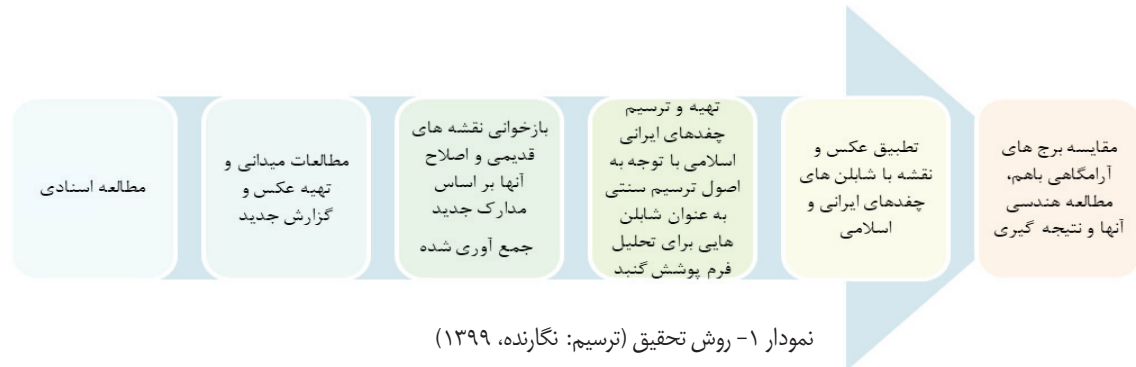 مطالعه اسنادی
مطالعات میدانی و
تهیه عکس و
گزارش جدید
بازخوانی نقشه های
قدیمی و اصلاح
آنها بر اساس
مدارک جدید
جمع آوری شده
تهیه و ترسیم
چفدهای ایرانی
اسلامی با توجه به
اصول ترسیم سنتی
به عنوان شابلن
هایی برای تحلیل
فرم پوشش گنبد
تطبیق عکس و
نقشه با شابلن های
چفدهای ایرانی و
اسلامی
مقایسه برج های
آرامگاهی باهم،
مطالعه هندسی
آنها و نتیجه گیری
نمودار ۱- روش تحقیق (ترسیم: نگارنده، ۱۳۹۹)